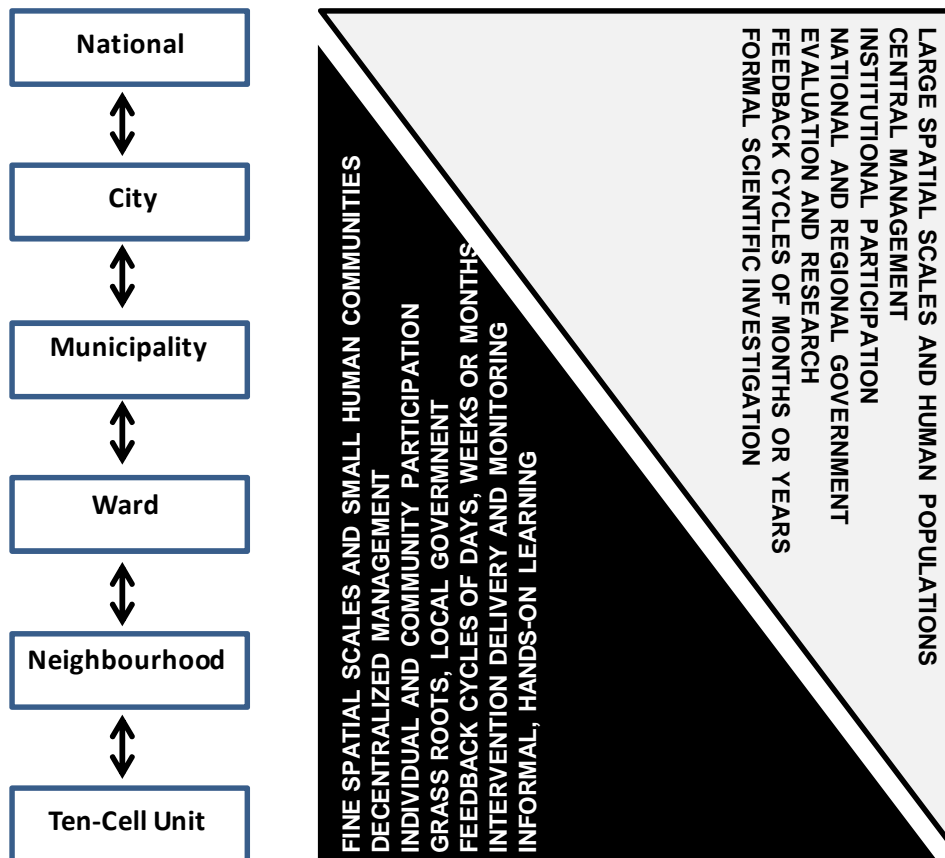 National
City
Municipality
Ward
Neighbourhood
Ten-Cell Unit
FINE SPATIAL SCALES AND SMALL HUMAN COMMUNITIES
DECENTRALIZED MANAGEMENT
INDIVIDUAL AND COMMUNITY PARTICIPATION
GRASS ROOTS, LOCAL GOVERMNENT
FEEDBACK CYCLES OF DAYS, WEEKS OR MONTHS
INTERVENTION DELIVERY AND MONITORING
INFORMAL, HANDS-ON LEARNING
LARGE SPATIAL SCALES AND HUMAN POPULATIONS
CENTRAL MANAGEMENT
INSTITUTIONAL PARTICIPATION
NATIONAL AND REGIONAL GOVERNMENT
EVALUATION AND RESEARCH
FEEDBACK CYCLES OF MONTHS OR YEARS
FORMAL SCIENTIFIC INVESTIGATION